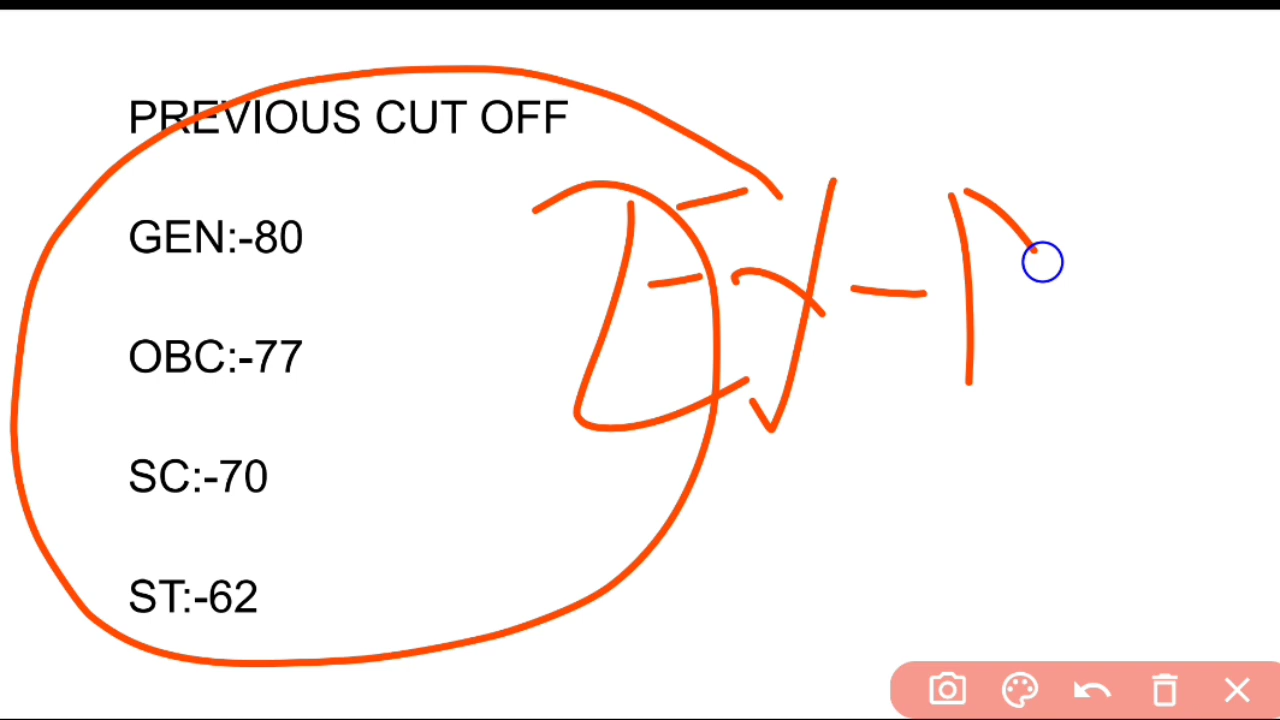 PREVIOUS CUT OFF
GEN:-80
OBC:-77
SC:-70
ST:-62